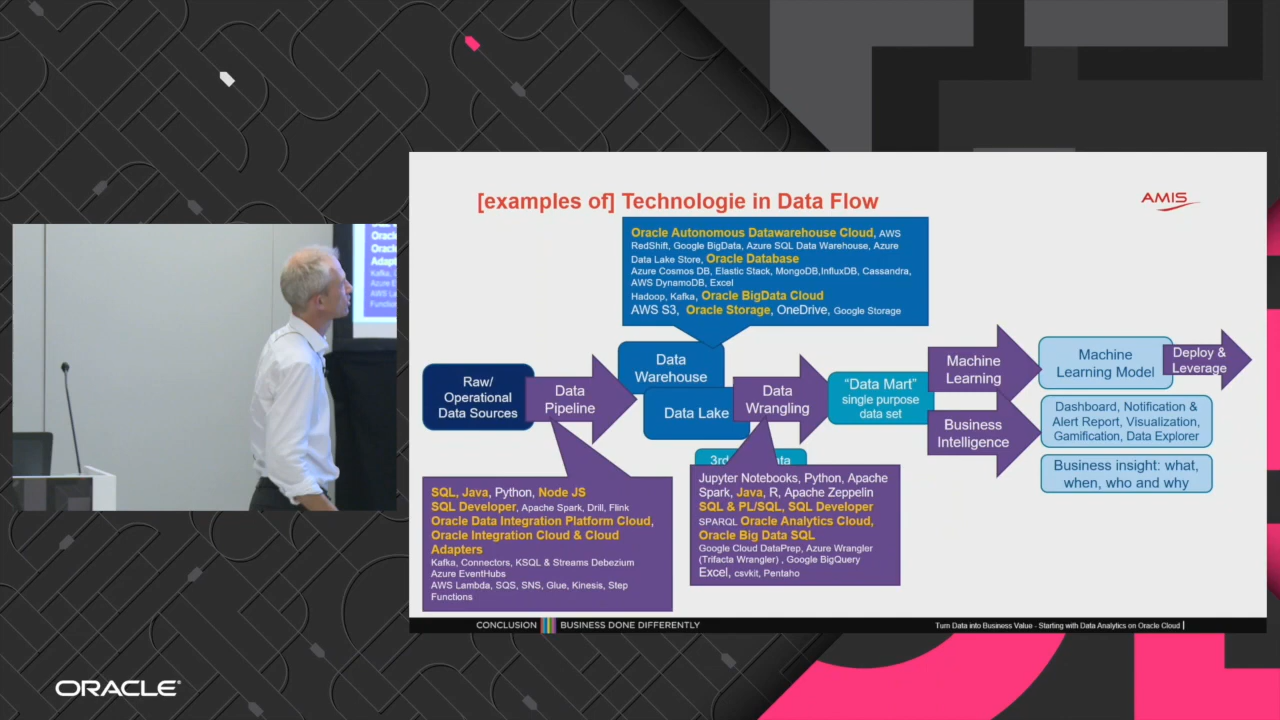 [examples of] Technologie in Data Flow
AMIS
Oracle Autonomous Datawarehouse Cloud, AWS
RedShift, Google BigData, Azure SQL Data Warehouse, Azure
Data Lake Store, Oracle Database
Azure Cosmos DB, Elastic Stack, MongoDB,InfluxDB, Cassandra,
AWS DynamoDB, Excel
Hadoop, Kafka, Oracle BigData Cloud
AWS S3, Oracle Storage, OneDrive, Google Storage
Raw/
Operational
Data Sources
Data
Pipeline
Data
Warehouse
Data Lake
Data
Wrangling
"Data Mart"
single purpose
data set
Machine
Learning
Business
Intelligence
Machine
Learning Model
Deploy &
Leverage
Dashboard, Notification &
Alert Report, Visualization,
Gamification, Data Explorer
Business insight: what,
when, who and why
3rd
SQL, Java, Python, Node JS
SQL Developer, Apache Spark, Drill, Flink
Oracle Data Integration Platform Cloud,
Oracle Integration Cloud & Cloud
Adapters
Kafka, Connectors, KSQL & Streams Debezium
Azure EventHubs
AWS Lambda, SQS, SNS, Glue, Kinesis, Step
Functions
Jupyter Notebooks, Python, Apache
Spark, Java, R, Apache Zeppelin
SQL & PL/SQL, SQL Developer
SPARQL Oracle Analytics Cloud,
Oracle Big Data SQL
Google Cloud DataPrep, Azure Wrangler
(Trifacta Wrangler) , Google BigQuery
Excel, csvkit, Pentaho
CONCLUSION BUSINESS DONE DIFFERENTLY
Turn Data into Business Value - Starting with Data Analytics on Oracle Cloud
ORACLE